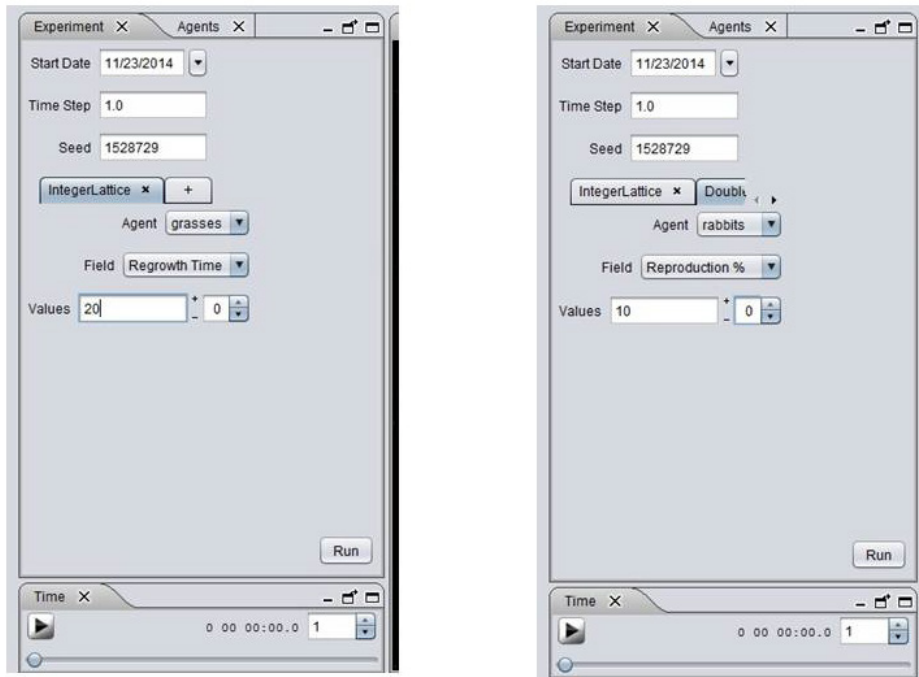 Experiment Agents
Start Date 11/23/2014
Time Step 1.0
Seed 1528729
IntegerLattice +
Agent grasses
Field Regrowth Time
Values 20 + - 0
Run
Time
0 00 00:00.0 1
Experiment Agents
Start Date 11/23/2014
Time Step 1.0
Seed 1528729
IntegerLattice
Agent rabbits
Field Reproduction %
Values 10 + - 0
Run
Time
0 00 00:00.0 1